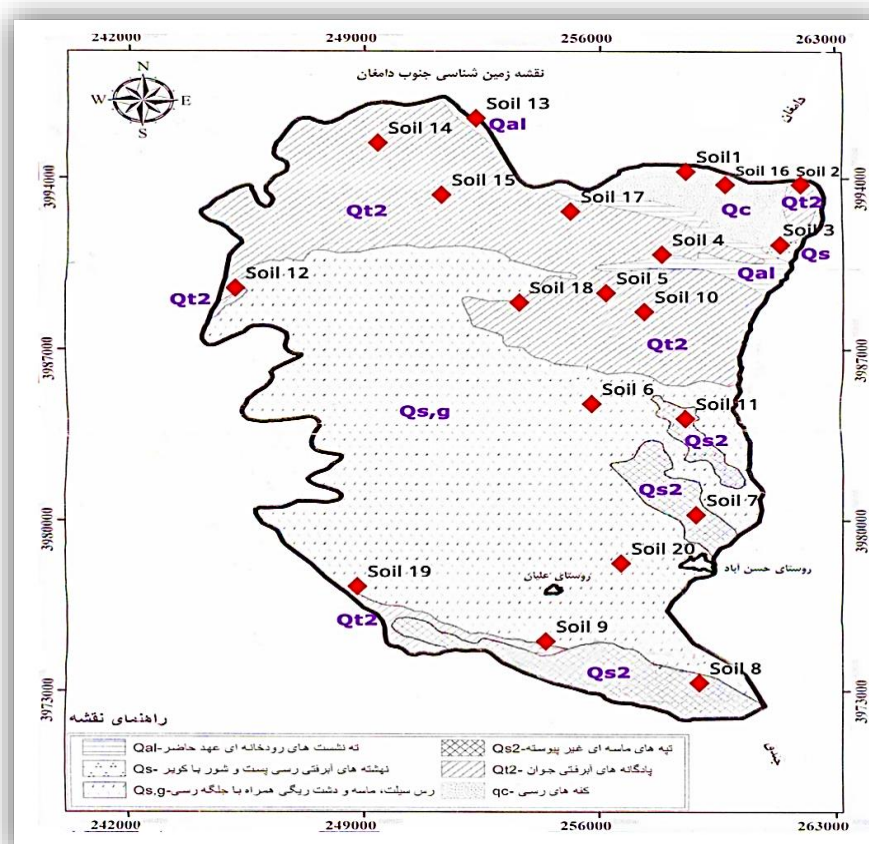 242000 249000 256000 263000
نقشه زمین شناسی جنوب دامغان
N
W E
S
دامغان
Soil 13
Qal
Soil 14
Soil1
Soil 16
Soil 2
3994000
3994000
Soil 15
Qt2
Soil 17
Qc
Qt2
Soil 3
Qs
Soil 4
Qal
Soil 12
Qt2
Soil 5
Soil 18
Soil 10
Qt2
3987000
3987000
Soil 6
Qs,g
Soil 11
Qs2
Qs2
Soil 7
3980000
3980000
Soil 20
روستای حسن آباد
روستای علیان
Soil 19
Qt2
Soil 9
Qs2
Soil 8
3973000
3973000
جندق
راهنمای نقشه
ته نشست های رودخانه ای عهد حاضر-Qal
تپه های ماسه ای غیر پیوسته-Qs2
نهشته های آبرفتی رسی پست و شور با کویر -Qs
پادگانه های آبرفتی جوان -Qt2
رس سیلت، ماسه و دشت ریگی همراه با جلگه رسی-Qs,g
کفه های رسی -qc
242000 249000 256000 263000